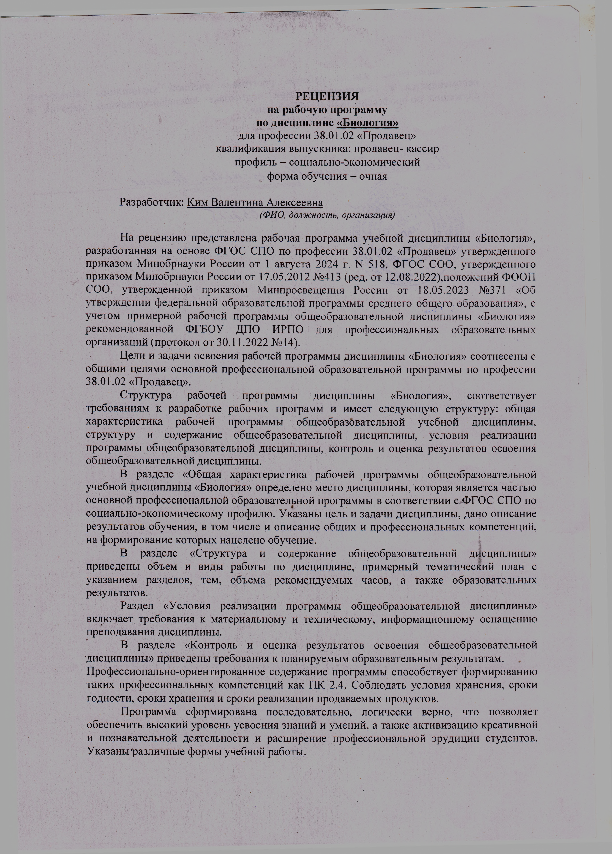 РЕЦЕНЗИЯ
на рабочую программу
по дисциплине «Биология»
для профессии 38.01.02 «Продавец»
квалификация выпускника: продавец- кассир
профиль – социально-экономический
форма обучения – очная
Разработчик: Ким Валентина Алексеевна
(ФИО, должность, организация)
На рецензию представлена рабочая программа учебной дисциплины «Биология»,
разработанная на основе ФГОС СПО по профессии 38.01.02 «Продавец» утвержденного
приказом Минобрнауки России от 1 августа 2024 г. N 518, ФГОС СОО, утвержденного
приказом Минобрнауки России от 17.05.2012 №413 (ред. от 12.08.2022),положений ФООП
СОО, утвержденной приказом Минпросвещения России от 18.05.2023 №371 «Об
утверждении федеральной образовательной программы среднего общего образования», с
учетом примерной рабочей программы общеобразовательной дисциплины «Биология»
рекомендованной ФГБОУ ДПО ИРПО для профессиональных образовательных
организаций (протокол от 30.11.2022 №14).
Цели и задачи освоения рабочей программы дисциплины «Биология» соотнесены с
общими целями основной профессиональной образовательной программы по профессии
38.01.02 «Продавец».
Структура рабочей программы дисциплины «Биология», соответствует
требованиям к разработке рабочих программ и имеет следующую структуру: общая
характеристика рабочей программы общеобразовательной учебной дисциплины,
структуру и содержание общеобразовательной дисциплины, условия реализации
программы общеобразовательной дисциплины, контроль и оценка результатов освоения
общеобразовательной дисциплины.
В разделе «Общая характеристика рабочей программы общеобразовательной
учебной дисциплины «Биология» определено место дисциплины, которая является частью
основной профессиональной образовательной программы в соответствии с ФГОС СПО по
социально-экономическому профилю. Указаны цель и задачи дисциплины, дано описание
результатов обучения, в том числе и описание общих и профессиональных компетенций,
на формирование которых нацелено обучение.
В разделе «Структура и содержание общеобразовательной дисциплины»
приведены объем и виды работы по дисциплине, примерный тематический план с
указанием разделов, тем, объема рекомендуемых часов, а также образовательных
результатов.
Раздел «Условия реализации программы общеобразовательной дисциплины»
включает требования к материальному и техническому, информационному оснащению
преподавания дисциплины.
В разделе «Контроль и оценка результатов освоения общеобразовательной
дисциплины» приведены требования к планируемым образовательным результатам.
Профессионально-ориентированное содержание программы способствует формированию
таких профессиональных компетенций как ПК 2.4. Соблюдать условия хранения, сроки
годности, сроки хранения и сроки реализации продаваемых продуктов.
Программа сформирована последовательно, логически верно, что позволяет
обеспечить высокий уровень усвоения знаний и умений, а также активизацию креативной
и познавательной деятельности и расширение профессиональной эрудиции студентов.
Указаны различные формы учебной работы.